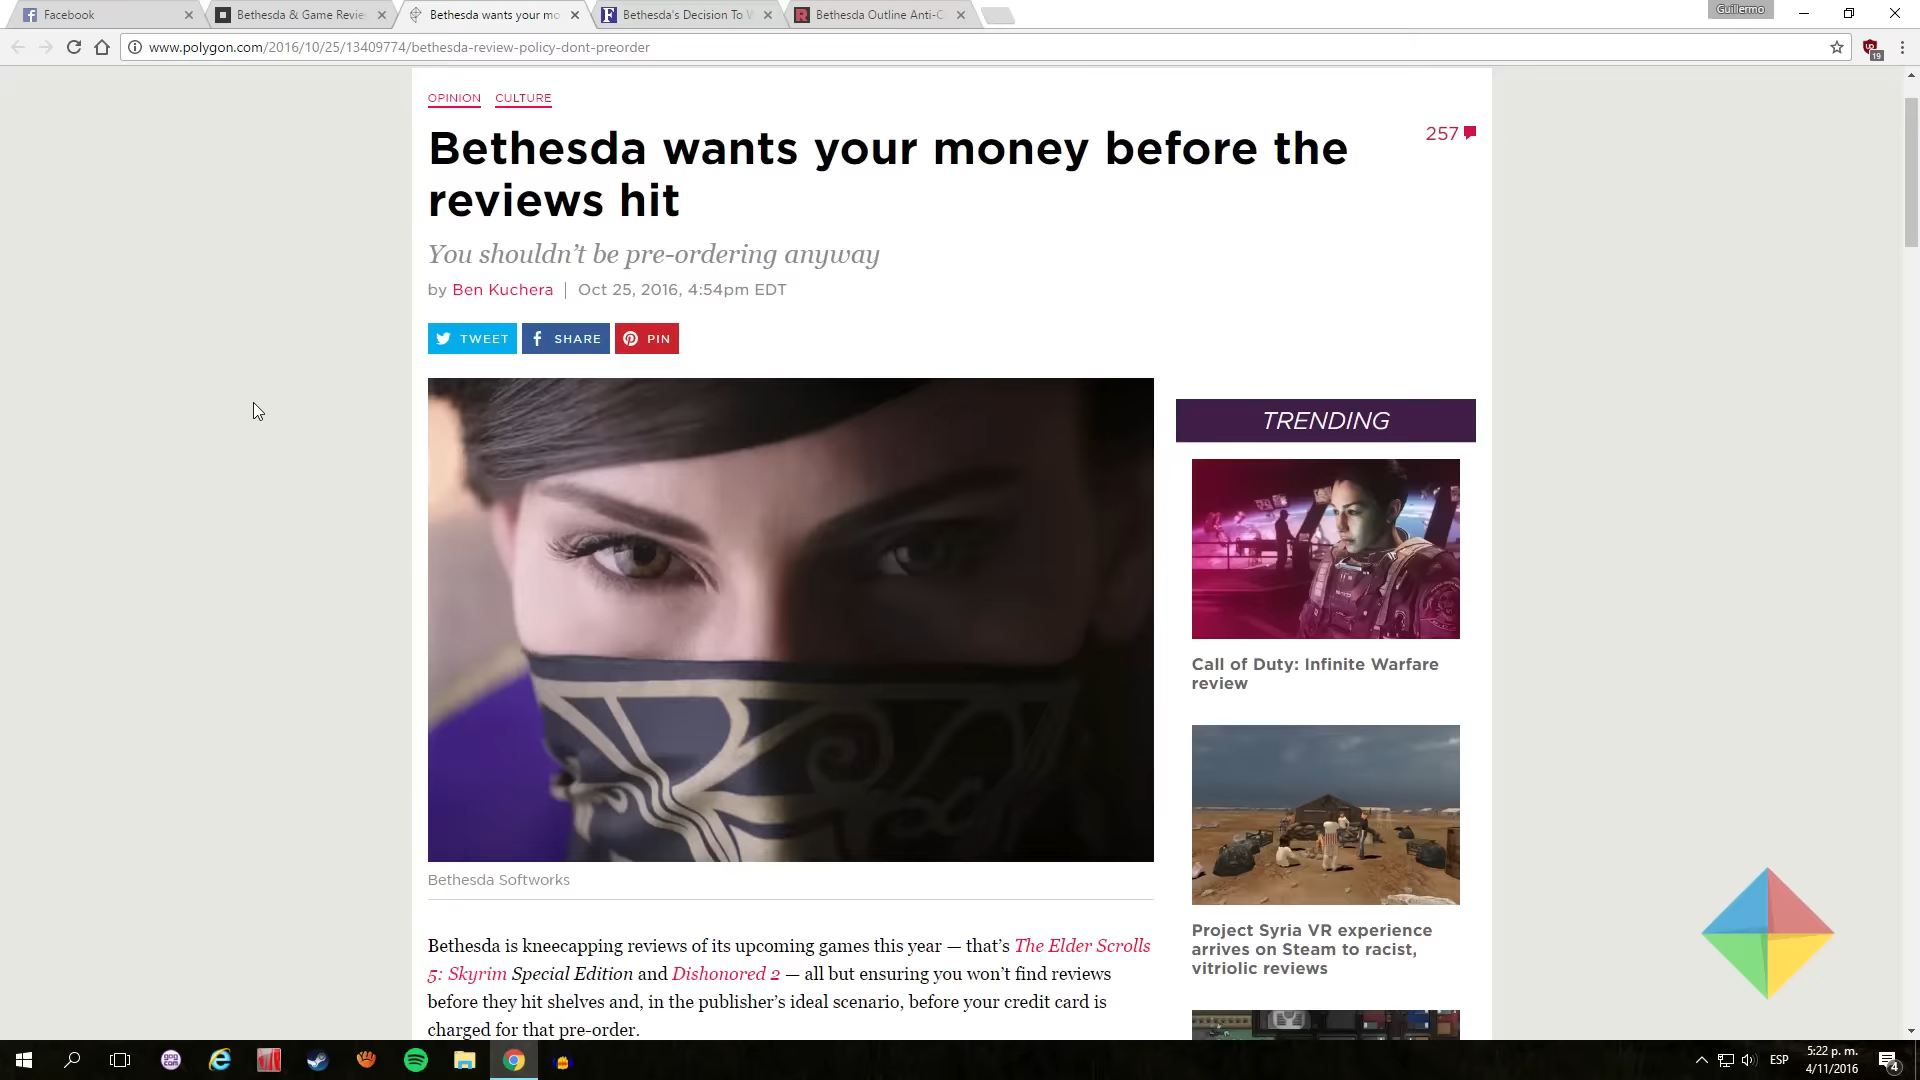 Facebook
Bethesda & Game Revie
Bethesda wants your mo
Bethesda's Decision To W
Bethesda Outline Anti-C
Guillermo
www.polygon.com/2016/10/25/13409774/bethesda-review-policy-dont-preorder
19
OPINION CULTURE
Bethesda wants your money before the
reviews hit
257
You shouldn’t be pre-ordering anyway
by Ben Kuchera | Oct 25, 2016, 4:54pm EDT
TWEET SHARE PIN
TRENDING
Call of Duty: Infinite Warfare
review
Project Syria VR experience
arrives on Steam to racist,
vitriolic reviews
Bethesda Softworks
Bethesda is kneecapping reviews of its upcoming games this year — that’s The Elder Scrolls
5: Skyrim Special Edition and Dishonored 2 — all but ensuring you won’t find reviews
before they hit shelves and, in the publisher’s ideal scenario, before your credit card is
charged for that pre-order.
ESP
5:22 p. m.
4/11/2016
4